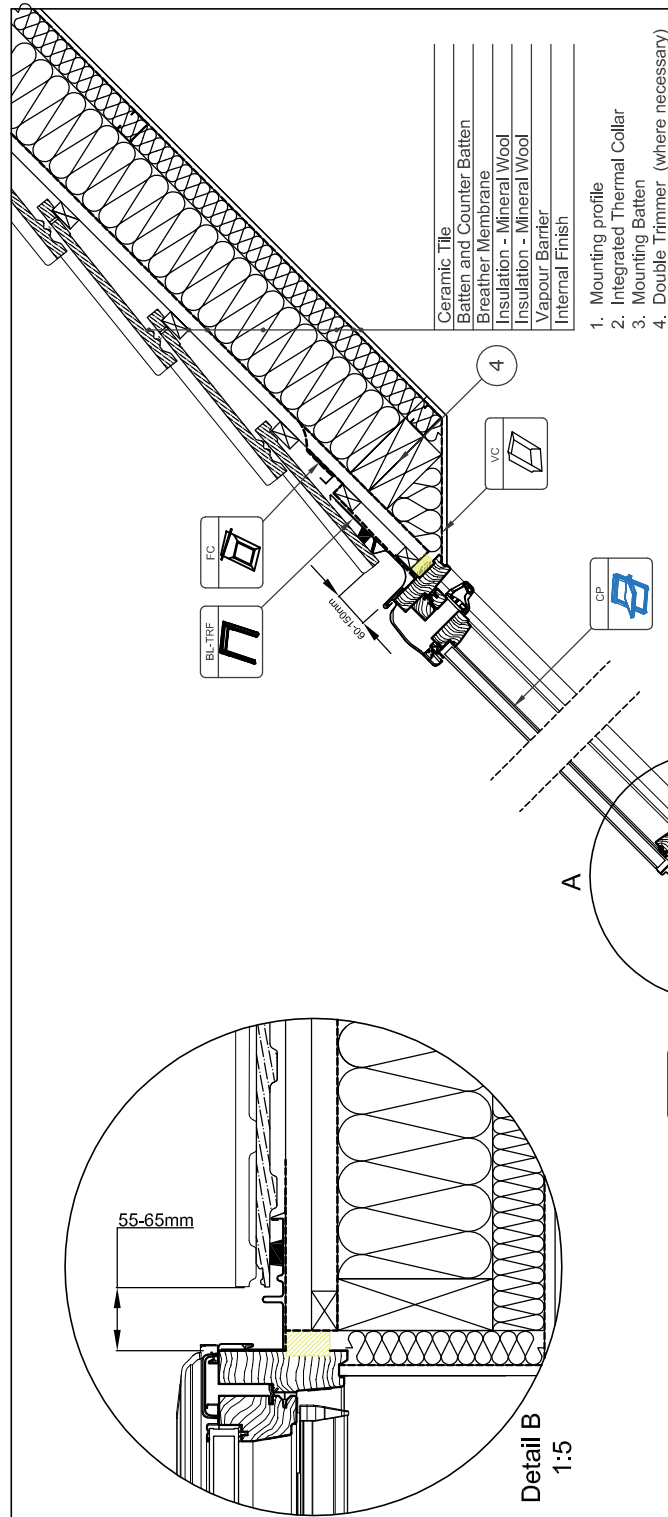 BL-TRF
FC
60-150mm
Ceramic Tile
Batten and Counter Batten
Breather Membrane
Insulation - Mineral Wool
Insulation - Mineral Wool
Vapour Barrier
Internal Finish
1. Mounting profile
2. Integrated Thermal Collar
3. Mounting Batten
4. Double Trimmer (where necessary)
4
VC
CP
A
55-65mm
Detail B
1:5